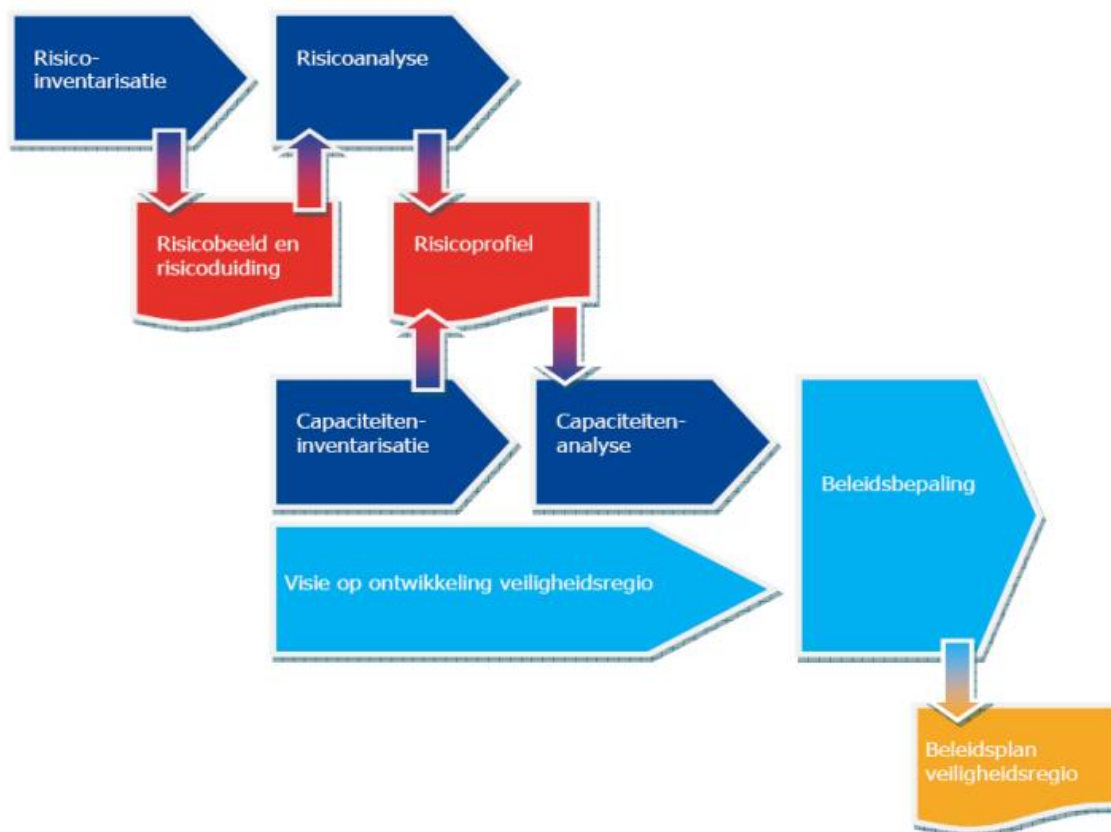 Risico-
inventarisatie
Risicoanalyse
Risicobeeld en
risicoduiding
Risicoprofiel
Capaciteiten-
inventarisatie
Capaciteiten-
analyse
Beleidsbepaling
Visie op ontwikkeling veiligheidsregio
Beleidsplan
veiligheidsregio